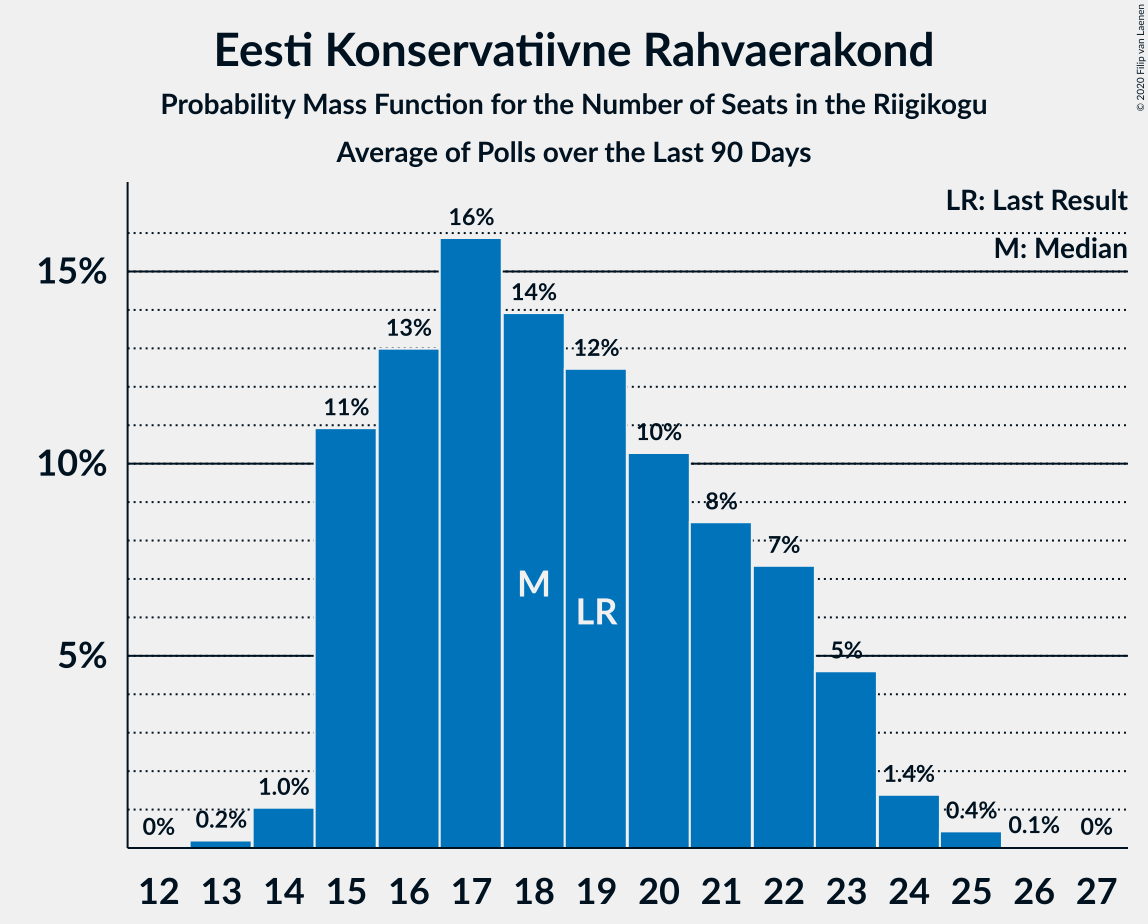 Eesti Konservatiivne Rahvaerakond
Probability Mass Function for the Number of Seats in the Riigikogu
Average of Polls over the Last 90 Days
© 2020 Filip van Laenen
LR: Last Result
M: Median
15%
10%
5%
0%
0.2%
1.0%
11%
13%
16%
14%
12%
10%
8%
7%
5%
1.4%
0.4%
0.1%
0%
M
LR
12 13 14 15 16 17 18 19 20 21 22 23 24 25 26 27